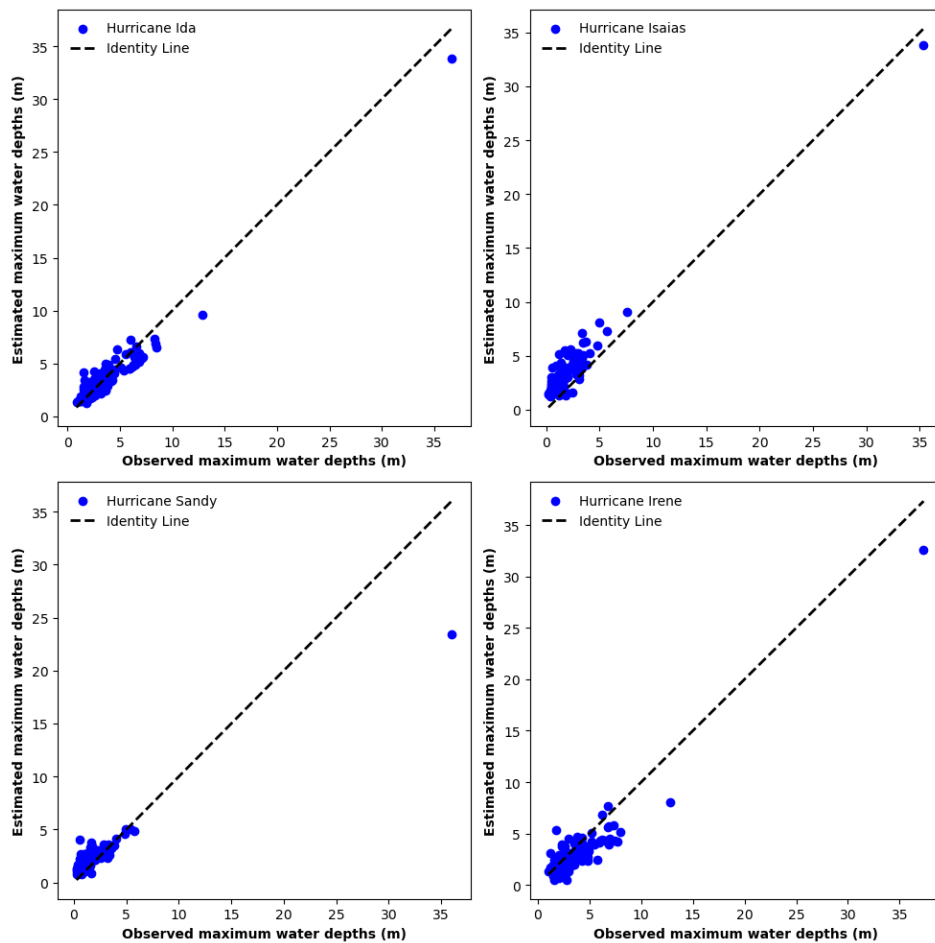 Hurricane Ida
Identity Line
35
30
25
20
15
10
5
0
Estimated maximum water depths (m)
0 5 10 15 20 25 30 35
Observed maximum water depths (m)
Hurricane Isaias
Identity Line
35
30
25
20
15
10
5
0
Estimated maximum water depths (m)
0 5 10 15 20 25 30 35
Observed maximum water depths (m)
Hurricane Sandy
Identity Line
35
30
25
20
15
10
5
0
Estimated maximum water depths (m)
0 5 10 15 20 25 30 35
Observed maximum water depths (m)
Hurricane Irene
Identity Line
35
30
25
20
15
10
5
0
Estimated maximum water depths (m)
0 5 10 15 20 25 30 35
Observed maximum water depths (m)